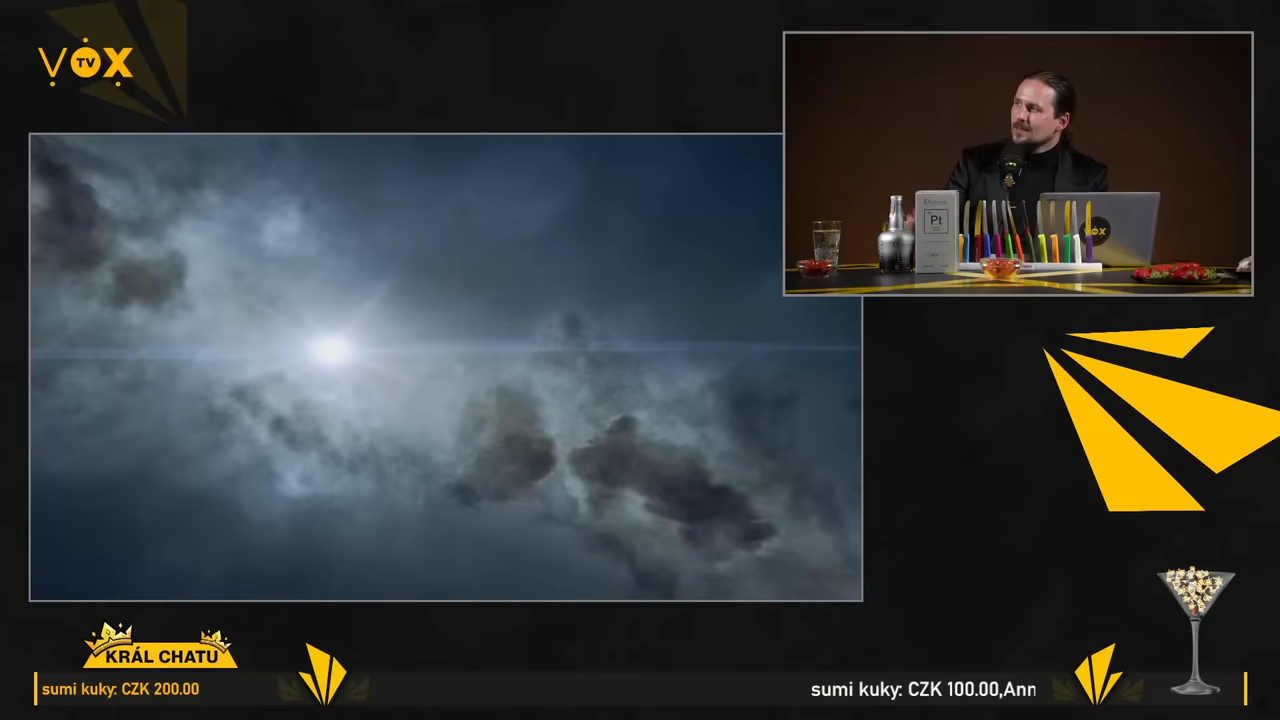 VOX
TV
Pt
VOX
KRÁL CHATU
sumi kuky: CZK 200.00
sumi kuky: CZK 100.00,Ann